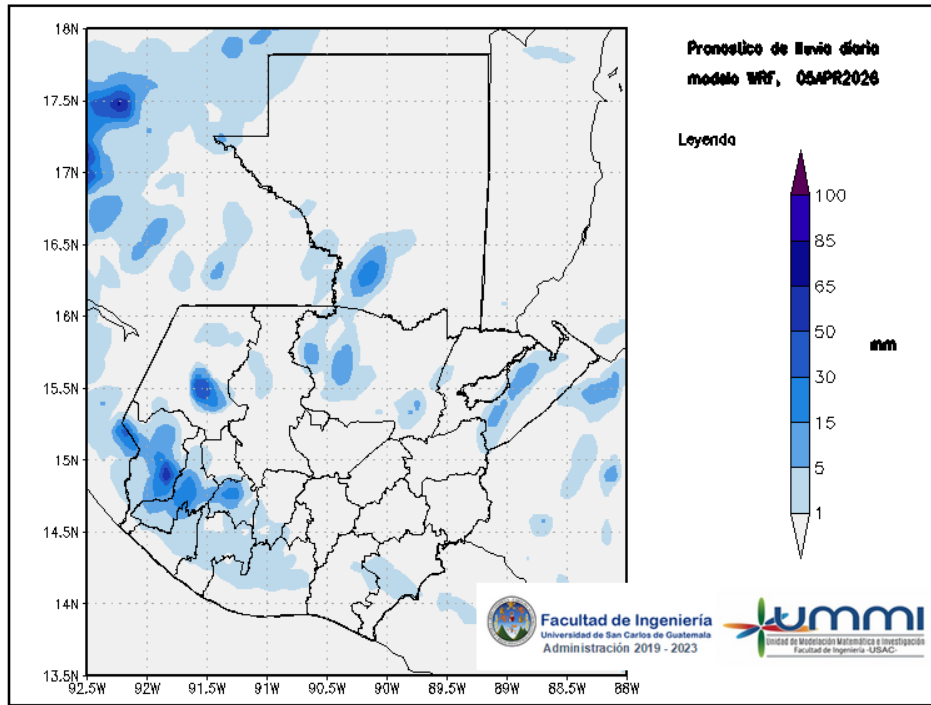 Pronostico de lluvia diaria
modelo WRF, 05APR2026
Leyenda
100
85
65
50
30
15
5
1
mm
18N
17.5N
17N
16.5N
16N
15.5N
15N
14.5N
14N
13.5N
92.5W
92W
91.5W
91W
90.5W
90W
89.5W
89W
88.5W
88W
Facultad de Ingeniería
Universidad de San Carlos de Guatemala
Administración 2019 - 2023
ummi
Unidad de Modelación Matemática e Investigación
Facultad de Ingeniería -USAC-